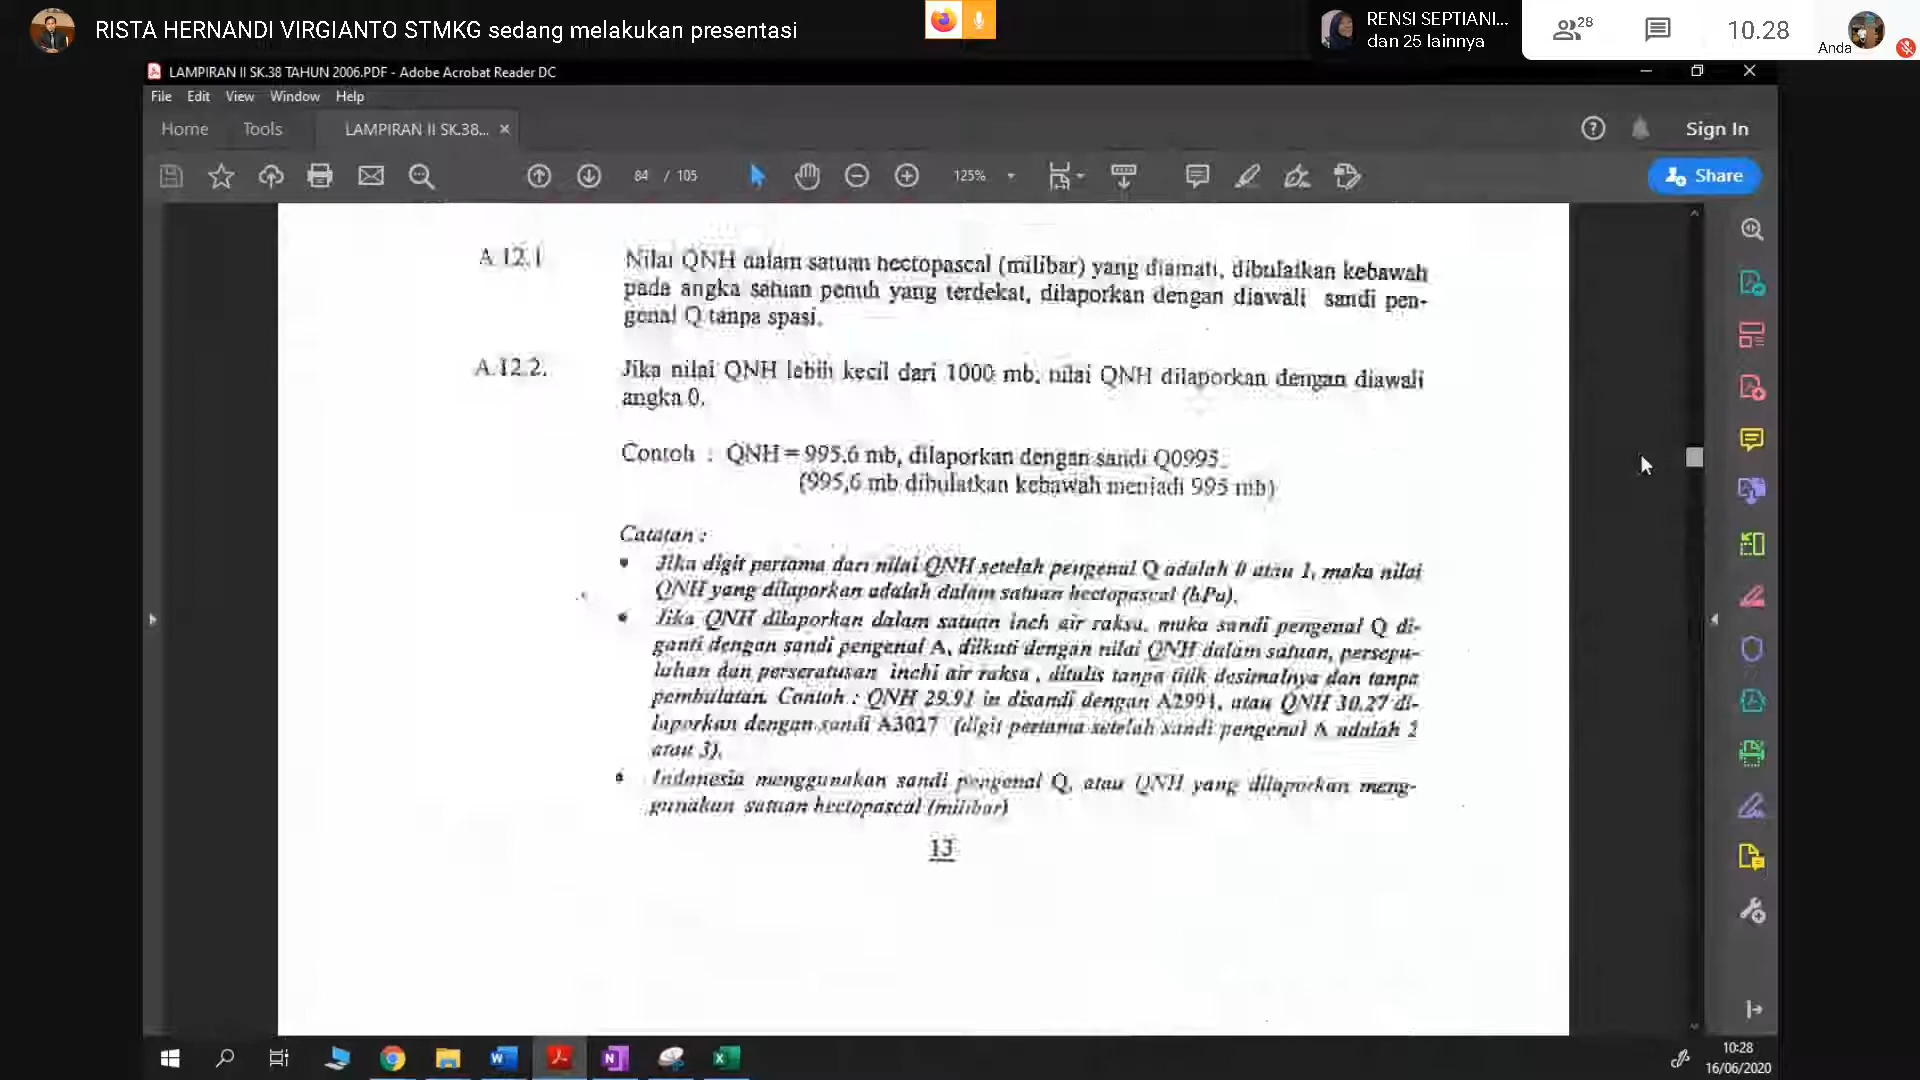 RISTA HERNANDI VIRGIANTO STMKG sedang melakukan presentasi
RENSI SEPTIANI...
dan 25 lainnya
28
10.28
Anda
LAMPIRAN II SK.38 TAHUN 2006.PDF - Adobe Acrobat Reader DC
File Edit View Window Help
Home Tools LAMPIRAN II SK.38... ×
Sign In
84 / 105
125%
Share
A.12.1 Nilai QNH dalam satuan hectopascal (milibar) yang diamati, dibulatkan kebawah
pada angka satuan penuh yang terdekat, dilaporkan dengan diawali sandi pen-
genal Q tanpa spasi.
A.12.2. Jika nilai QNH lebih kecil dari 1000 mb, nilai QNH dilaporkan dengan diawali
angka 0.
Contoh : QNH = 995,6 mb, dilaporkan dengan sandi Q0995.
(995,6 mb dibulatkan kebawah menjadi 995 mb)
Catatan :
• Jika digit pertama dari nilai QNH setelah pengenal Q adalah 0 atau 1, maka nilai
QNH yang dilaporkan adalah dalam satuan hectopascal (hPa).
• Jika QNH dilaporkan dalam satuan inch air raksa, maka sandi pengenal Q di-
ganti dengan sandi pengenal A, diikuti dengan nilai QNH dalam satuan, persepu-
luhan dan perseratusan inchi air raksa, ditulis tanpa titik desimalnya dan tanpa
pembulatan. Contoh : QNH 29.91 in disandi dengan A2991, atau QNH 30.27 di-
laporkan dengan sandi A3027 (digit pertama setelah sandi pengenal A adalah 2
atau 3).
• Indonesia menggunakan sandi pengenal Q, atau QNH yang dilaporkan meng-
gunakan satuan hectopascal (milibar)
13
10:28
16/06/2020